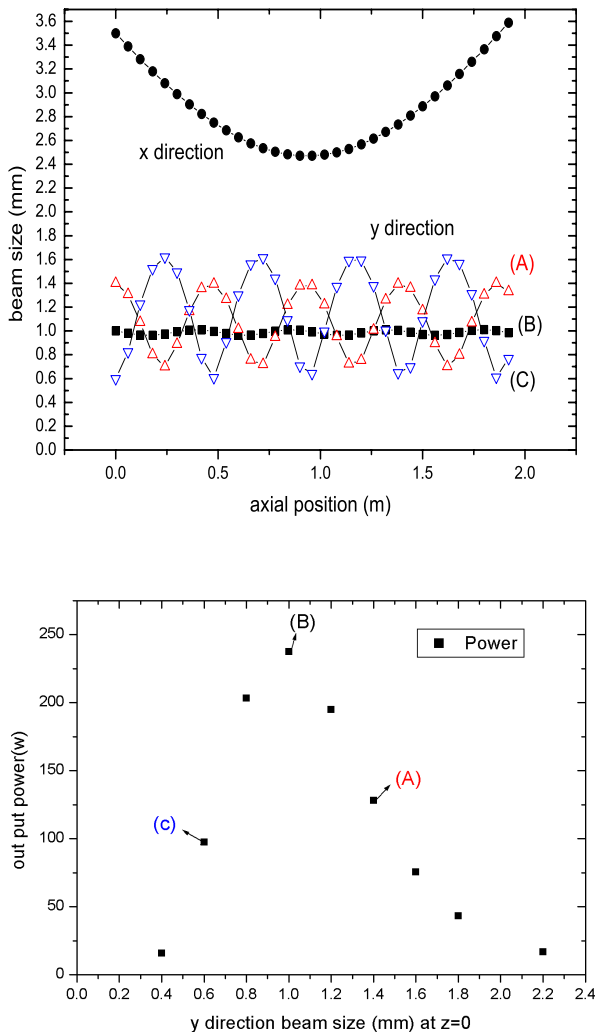 3.6
3.4
3.2
3.0
2.8
2.6
2.4
2.2
2.0
1.8
1.6
1.4
1.2
1.0
0.8
0.6
0.4
0.2
0.0
beam size (mm)
x direction
y direction
(A)
(B)
(C)
0.0 0.5 1.0 1.5 2.0
axial position (m)
250
200
150
100
50
0
out put power(w)
(B)
Power
(A)
(c)
0.0 0.2 0.4 0.6 0.8 1.0 1.2 1.4 1.6 1.8 2.0 2.2 2.4
y direction beam size (mm) at z=0